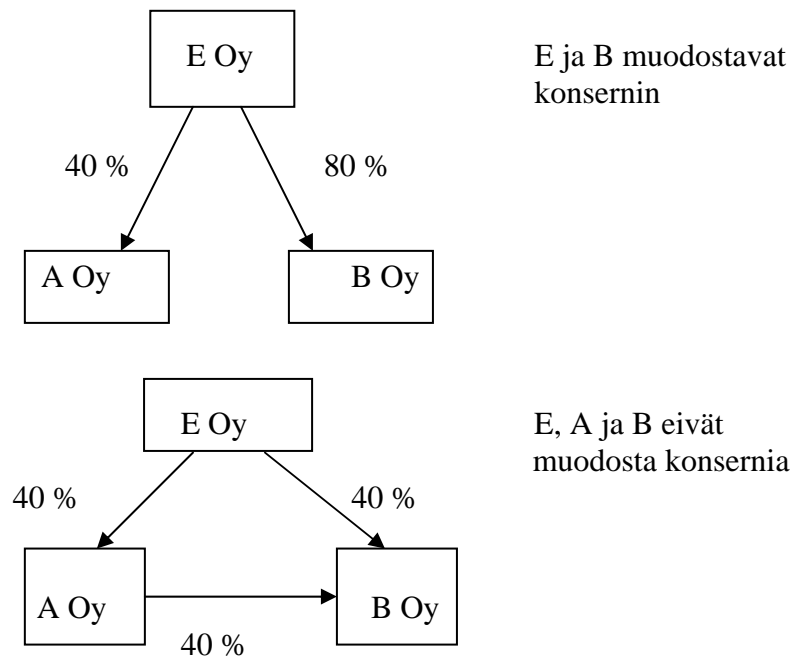 E Oy
E ja B muodostavat
konsernin
40 %
80 %
A Oy
B Oy
E Oy
E, A ja B eivät
muodosta konsernia
40 %
40 %
A Oy
B Oy
40 %